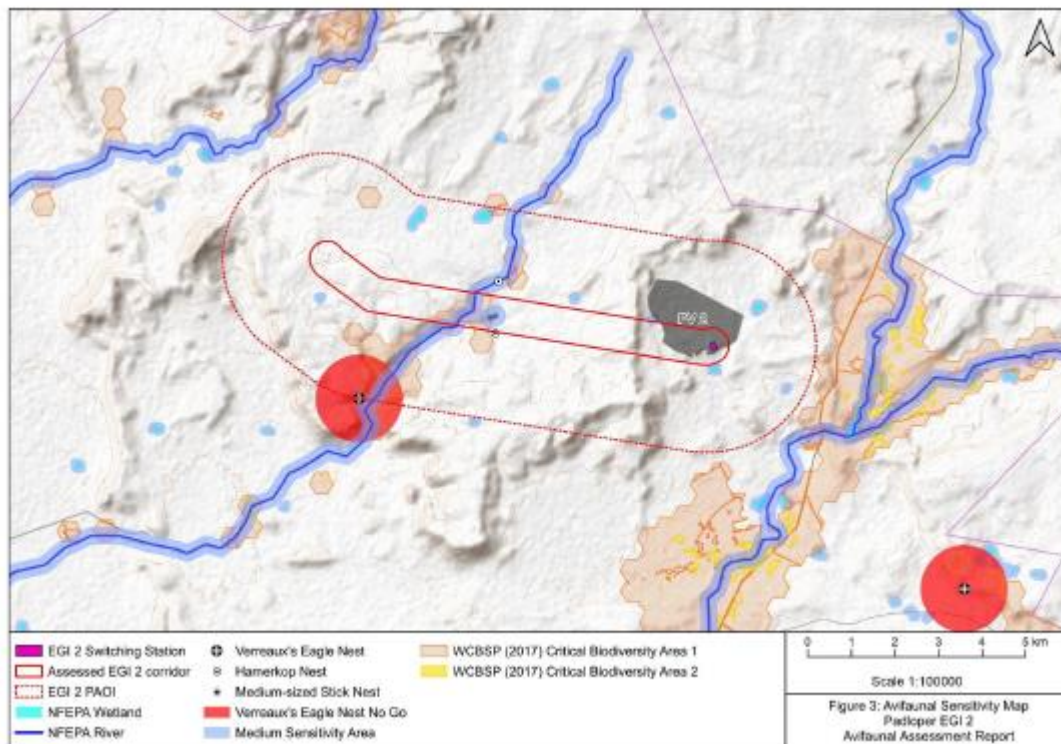 PV 6
EGI 2 Switching Station
Assessed EGI 2 corridor
EGI 2 PAOI
NFEPA Wetland
NFEPA River
Verreaux's Eagle Nest
Hamerkop Nest
Medium-sized Stick Nest
Verreaux's Eagle Nest No Go
Medium Sensitivity Area
WCBSP (2017) Critical Biodiversity Area 1
WCBSP (2017) Critical Biodiversity Area 2
0 1 2 3 4 5 km
Scale 1:100000
Figure 3: Avifaunal Sensitivity Map
Padloper EGI 2
Avifaunal Assessment Report